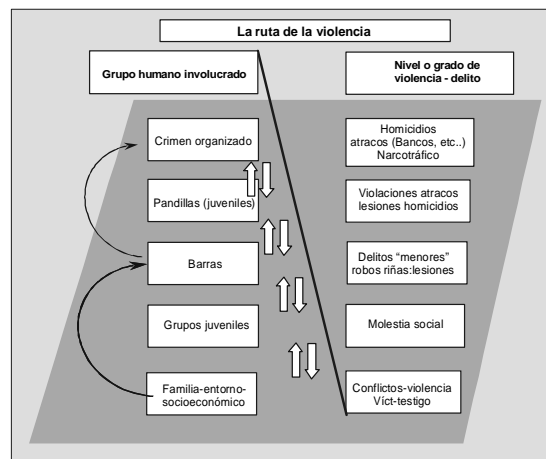 La ruta de la violencia
Grupo humano involucrado
Nivel o grado de
violencia - delito
Crimen organizado
Homicidios
atracos (Bancos, etc..)
Narcotráfico
Pandillas (juveniles)
Violaciones atracos
lesiones homicidios
Barras
Delitos “menores”
robos riñas:lesiones
Grupos juveniles
Molestia social
Familia-entorno-
socioeconómico
Conflictos-violencia
Víct-testigo